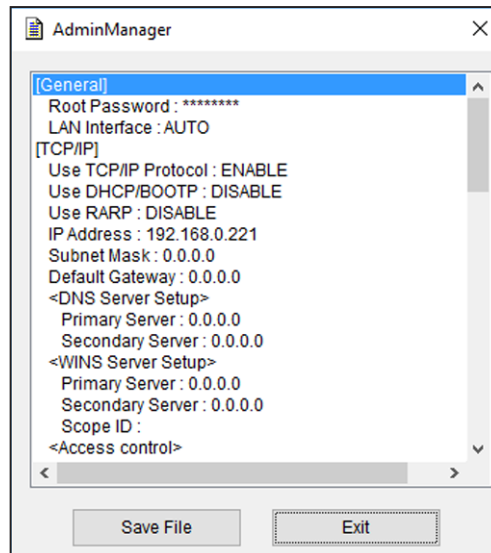 AdminManager
[General]
Root Password : ********
LAN Interface : AUTO
[TCP/IP]
Use TCP/IP Protocol : ENABLE
Use DHCP/BOOTP : DISABLE
Use RARP : DISABLE
IP Address : 192.168.0.221
Subnet Mask : 0.0.0.0
Default Gateway : 0.0.0.0
<DNS Server Setup>
Primary Server : 0.0.0.0
Secondary Server : 0.0.0.0
<WINS Server Setup>
Primary Server : 0.0.0.0
Secondary Server : 0.0.0.0
Scope ID :
<Access control>
Save File
Exit